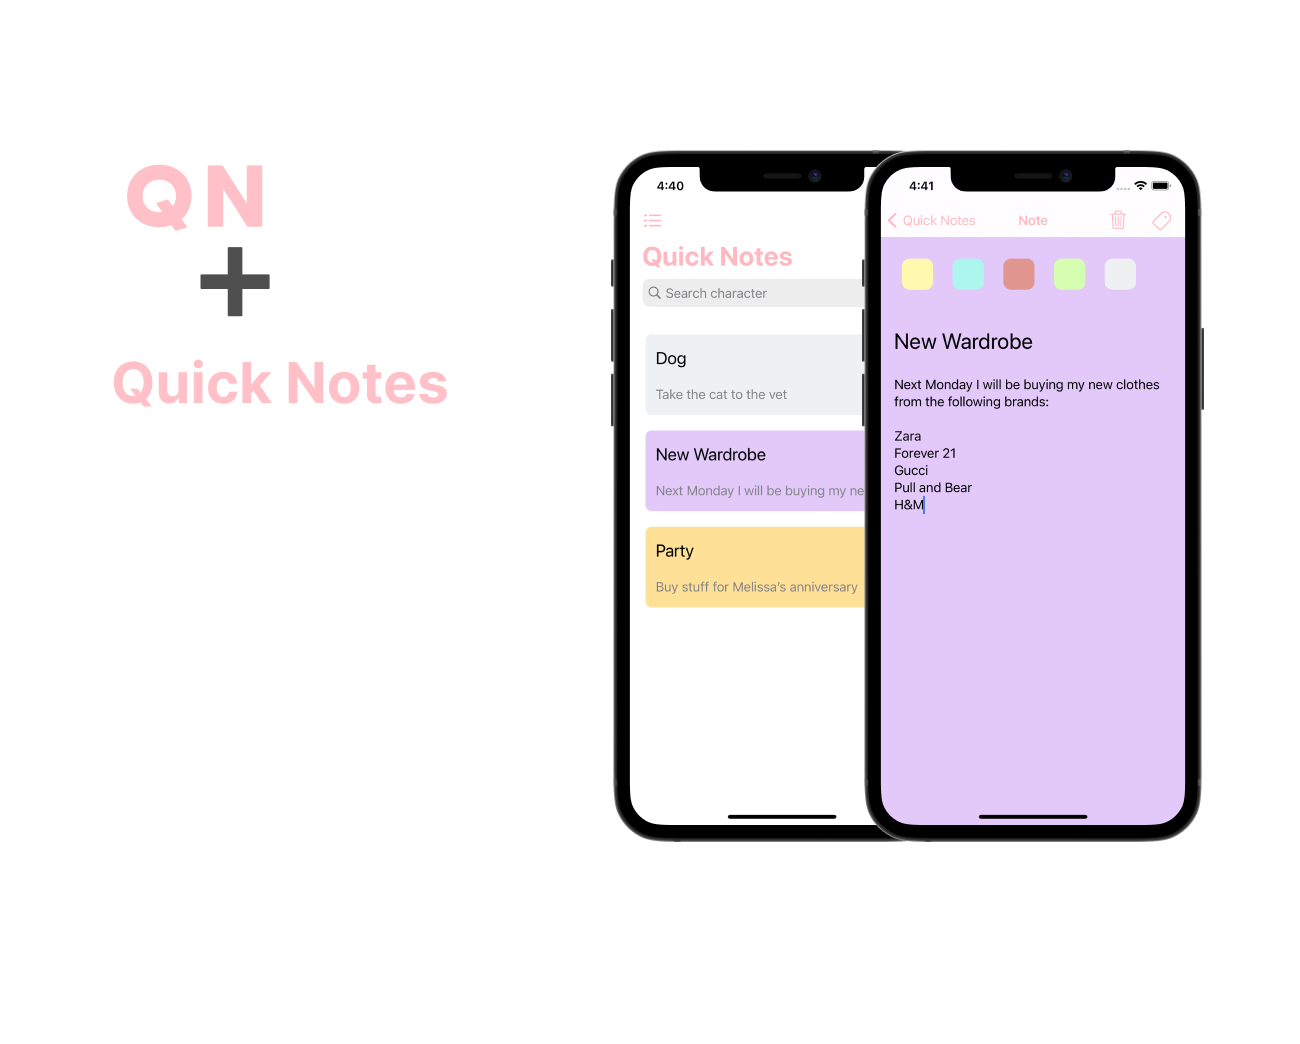 QN
+
Quick Notes
4:40
Quick Notes
Search character
Dog
Take the cat to the vet
New Wardrobe
Next Monday I will be buying my ne
Party
Buy stuff for Melissa's anniversary
4:41
Quick Notes
Note
New Wardrobe
Next Monday I will be buying my new clothes
from the following brands:
Zara
Forever 21
Gucci
Pull and Bear
H&M